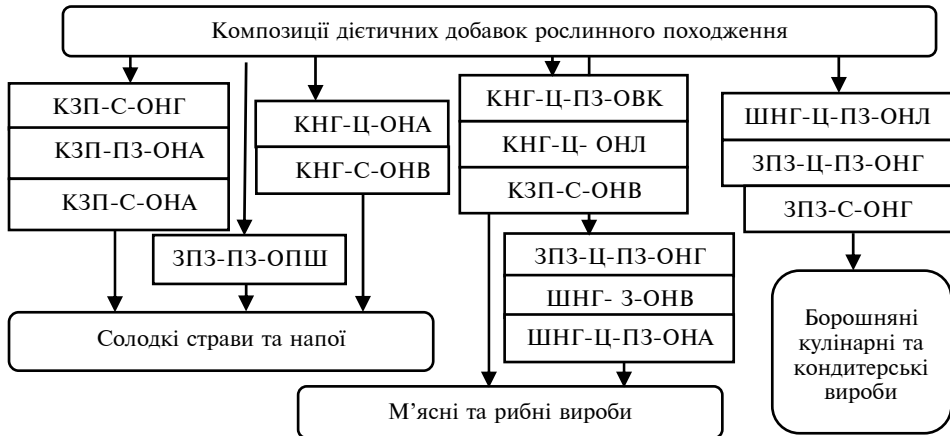 Композиції дієтичних добавок рослинного походження
КЗП-С-ОНГ
КЗП-ПЗ-ОНА
КЗП-С-ОНА
ЗПЗ-ПЗ-ОПШ
КНГ-Ц-ОНА
КНГ-С-ОНВ
Солодкі страви та напої
КНГ-Ц-ПЗ-ОВК
КНГ-Ц- ОНЛ
КЗП-С-ОНВ
ЗПЗ-Ц-ПЗ-ОНГ
ШНГ- З-ОНВ
ШНГ-Ц-ПЗ-ОНА
М’ясні та рибні вироби
ШНГ-Ц-ПЗ-ОНЛ
ЗПЗ-Ц-ПЗ-ОНГ
ЗПЗ-С-ОНГ
Борошняні
кулінарні та
кондитерські
вироби